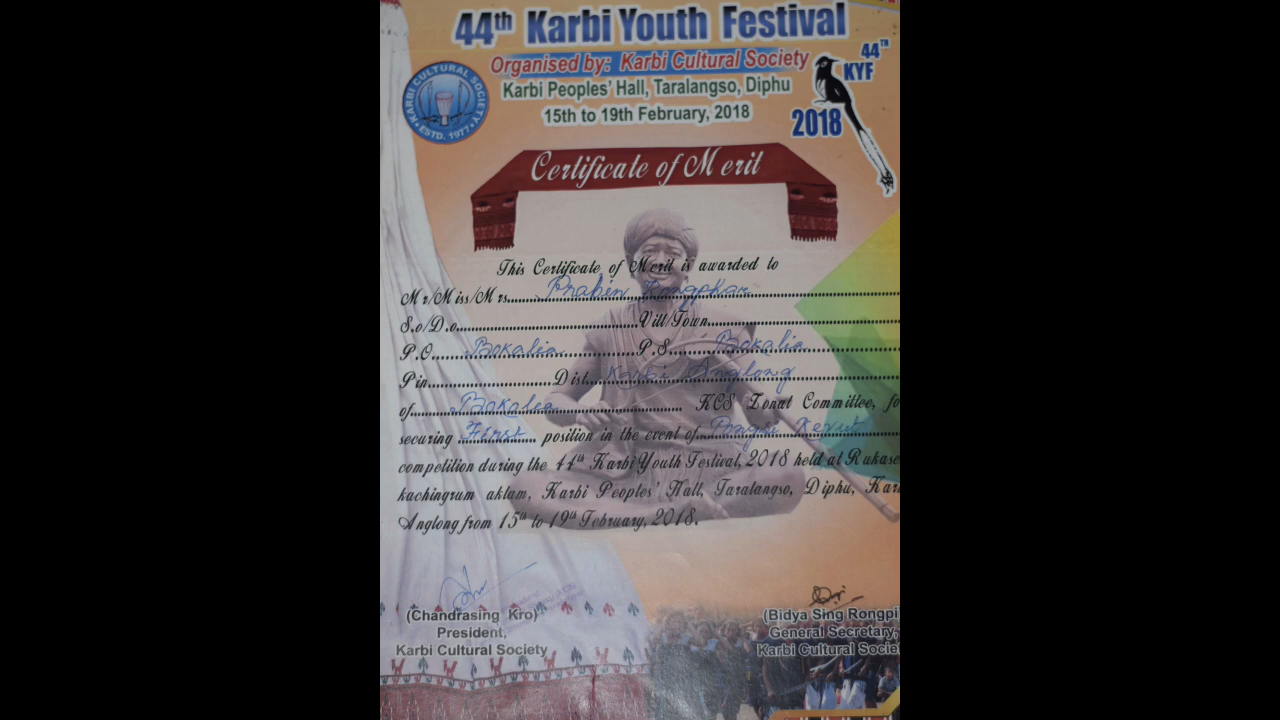 44th Karbi Youth Festival
Organised by: Karbi Cultural Society
Karbi Peoples' Hall, Taralangso, Diphu
15th to 19th February, 2018
KARBI CULTURAL SOCIETY
ESTD. 1977
44TH
KYF
2018
Certificate of Merit
This Certificate of Merit is awarded to
Mr/Miss/Mrs. Prabin Rongphar
S.o/D.o. Vill/Town
P.O. Bokalia P.S. Bokalia
Pin Dist. Karbi Anglong
of Bokalia KCS Zonal Committee, fo
securing First position in the event of
competition during the 44th Karbi Youth Festival, 2018 held at Rukase
kachingrum aklam, Karbi Peoples' Hall, Taralangso, Diphu, Kar
Anglong from 15th to 19th February, 2018.
(Chandrasing Kro)
President,
Karbi Cultural Society
(Bidya Sing Rongpi
General Secretary,
Karbi Cultural Socie